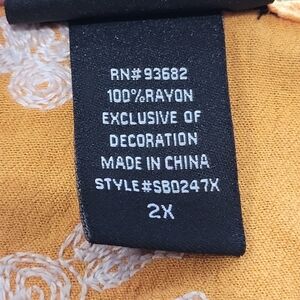 RN# 93682
100%RAYON
EXCLUSIVE OF
DECORATION
MADE IN CHINA
STYLE#SB0247X
2X